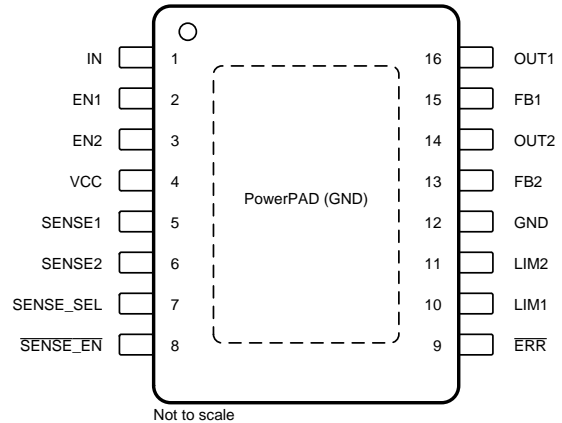 IN 1 16 OUT1
EN1 2 15 FB1
EN2 3 14 OUT2
VCC 4 13 FB2
PowerPAD (GND)
SENSE1 5 12 GND
SENSE2 6 11 LIM2
SENSE_SEL 7 10 LIM1
SENSE_EN 8 9 ERR
Not to scale